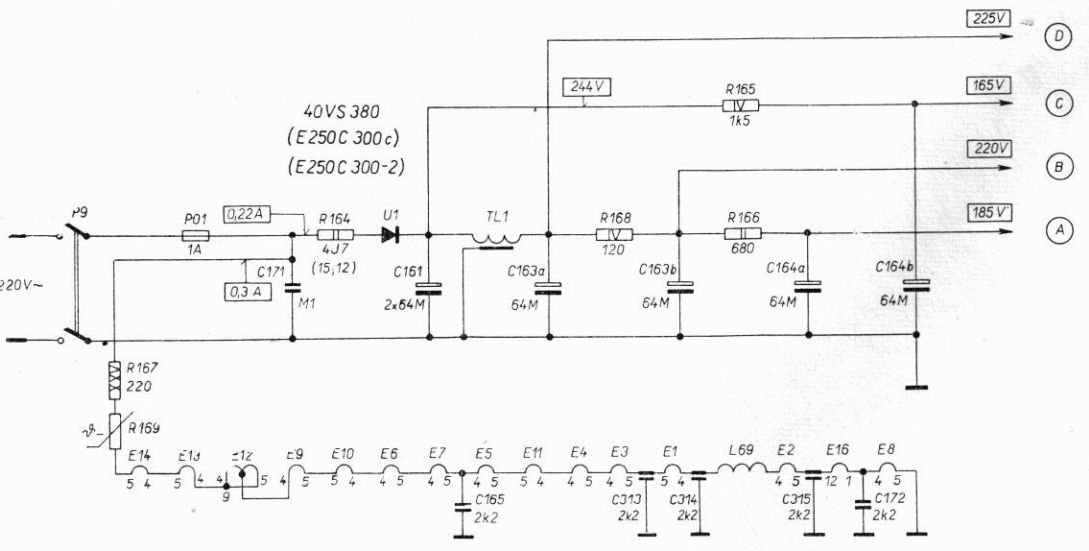 225V
D
244V
R165
165V
C
1k5
40VS 380
(E250C 300c)
(E250C 300-2)
220V
B
P9
P01
0,22A
R164
U1
TL1
R168
R166
185V
A
1A
4J7
120
680
(15,12)
220V~
C171
0,3 A
M1
C161
2x64M
C163a
64M
C163b
64M
C164a
64M
C164b
64M
R167
220
R169
E14
E13
E12
E9
E10
E6
E7
E5
E11
E4
E3
E1
L69
E2
E16
E8
5 4
5 4
4 5
9
4 5
5 4
4 5
4 5
4 5
5 4
4 5
4 5
5 4
4 5
12 1
4 5
C165
2k2
C313
2k2
C314
2k2
C315
2k2
C172
2k2